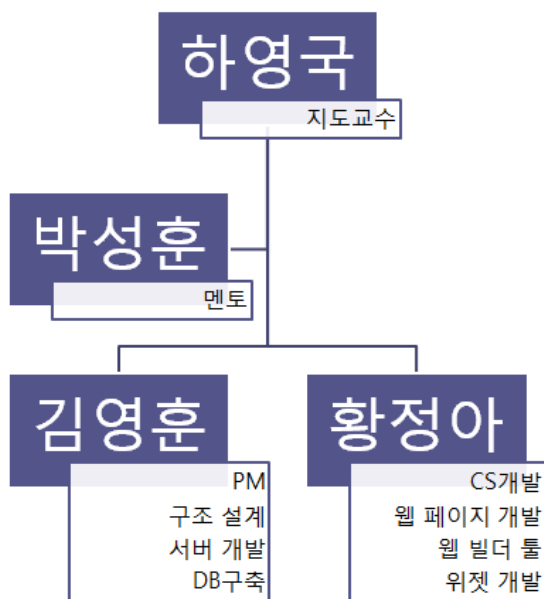 하영국
지도교수
박성훈
멘토
김영훈
PM
구조 설계
서버 개발
DB구축
황정아
CS개발
웹 페이지 개발
웹 빌더 툴
위젯 개발